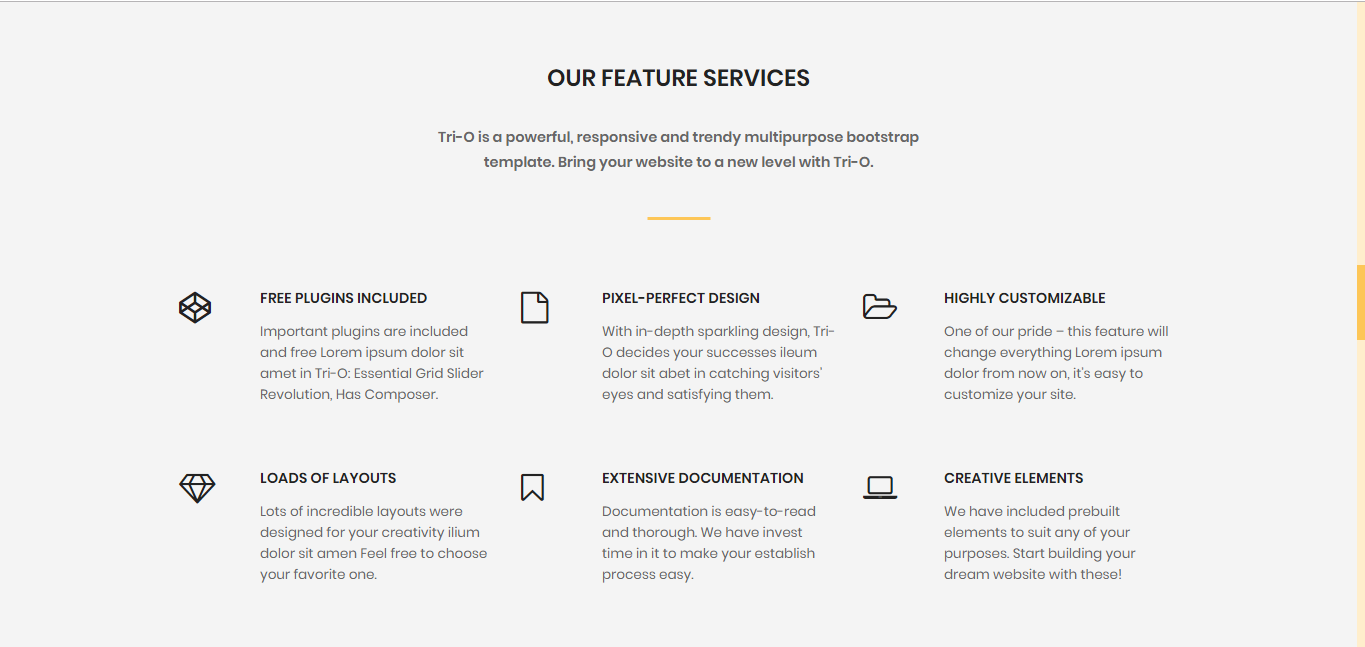 OUR FEATURE SERVICES
Tri-O is a powerful, responsive and trendy multipurpose bootstrap
template. Bring your website to a new level with Tri-O.
FREE PLUGINS INCLUDED
Important plugins are included
and free Lorem ipsum dolor sit
amet in Tri-O: Essential Grid Slider
Revolution, Has Composer.
PIXEL-PERFECT DESIGN
With in-depth sparkling design, Tri-
O decides your successes ileum
dolor sit abet in catching visitors'
eyes and satisfying them.
HIGHLY CUSTOMIZABLE
One of our pride – this feature will
change everything Lorem ipsum
dolor from now on, it's easy to
customize your site.
LOADS OF LAYOUTS
Lots of incredible layouts were
designed for your creativity ilium
dolor sit amen Feel free to choose
your favorite one.
EXTENSIVE DOCUMENTATION
Documentation is easy-to-read
and thorough. We have invest
time in it to make your establish
process easy.
CREATIVE ELEMENTS
We have included prebuilt
elements to suit any of your
purposes. Start building your
dream website with these!